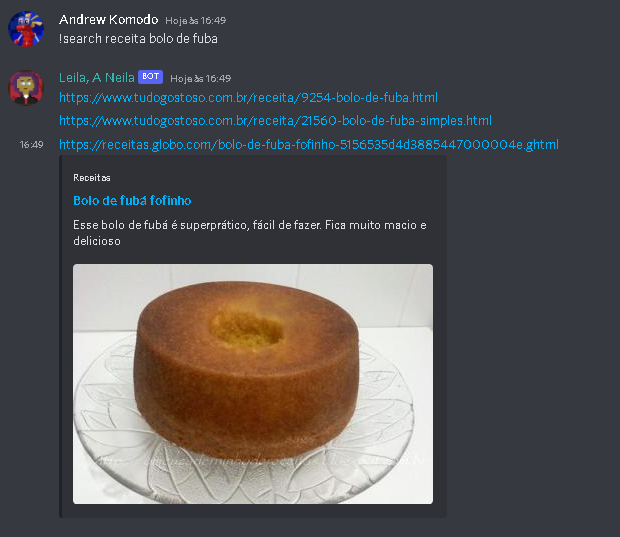 Andrew Komodo Hoje às 16:49
!search receita bolo de fuba
Leila, A Neila BOT Hoje às 16:49
https://www.tudogostoso.com.br/receita/9254-bolo-de-fuba.html
https://www.tudogostoso.com.br/receita/21560-bolo-de-fuba-simples.html
16:49 https://receitas.globo.com/bolo-de-fuba-fofinho-5156535d4d3885447000004e.ghtml
Receitas
Bolo de fubá fofinho
Esse bolo de fubá é superprático, fácil de fazer. Fica muito macio e
delicioso